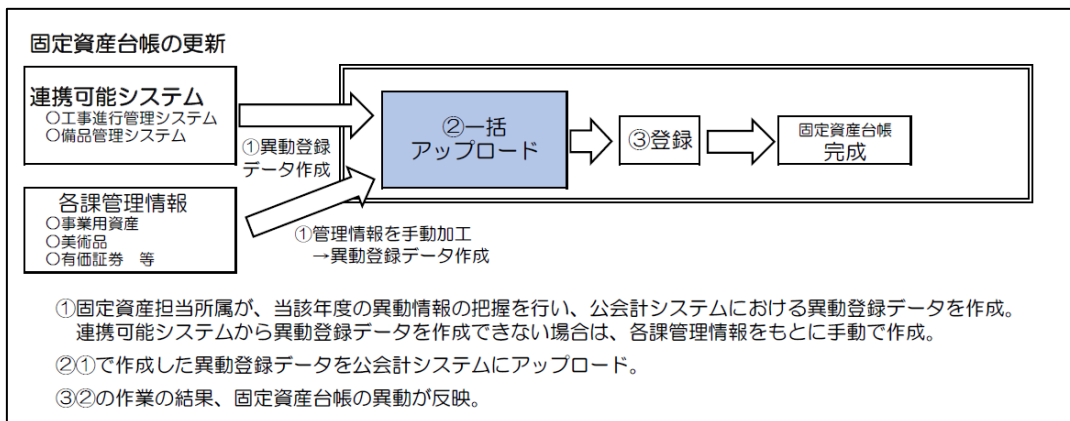 固定資産台帳の更新
連携可能システム
○工事進行管理システム
○備品管理システム
①異動登録
データ作成
②一括
アップロード
③登録
固定資産台帳
完成
各課管理情報
○事業用資産
○美術品
○有価証券　等
①管理情報を手動加工
→異動登録データ作成
①固定資産担当所属が、当該年度の異動情報の把握を行い、公会計システムにおける異動登録データを作成。
連携可能システムから異動登録データを作成できない場合は、各課管理情報をもとに手動で作成。
②①で作成した異動登録データを公会計システムにアップロード。
③②の作業の結果、固定資産台帳の異動が反映。